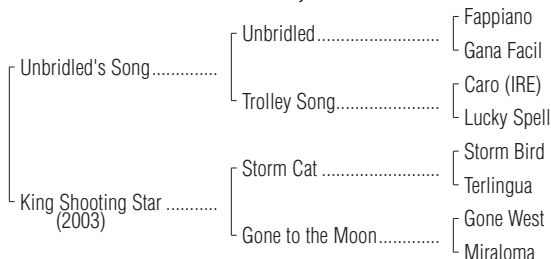 Fappiano
Unbridled...................
Gana Facil
Unbridled's Song.............
Caro (IRE)
Trolley Song................
Lucky Spell
Storm Bird
Storm Cat ......................
Terlingua
King Shooting Star ..........
(2003)
Gone West
Gone to the Moon............
Miraloma